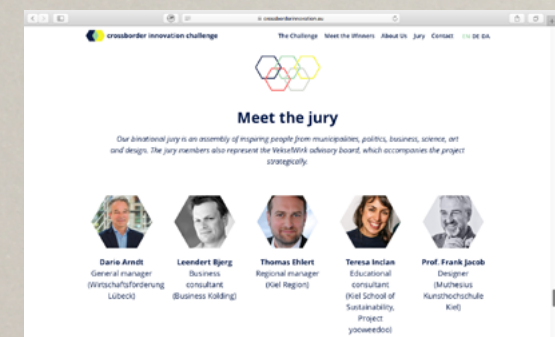 crossborderinnovation.eu
crossborder innovation challenge
The Challenge Meet the Winners About Us Jury Contact EN DE DA
Meet the jury
Our binational jury is an assembly of inspiring people from municipalities, politics, business, science, art
and design. The jury members also represent the VekselWirk advisory board, which accompanies the project
strategically.
Dario Arndt
General manager
(Wirtschaftsförderung
Lübeck)
Leendert Bjerg
Business
consultant
(Business Kolding)
Thomas Ehlert
Regional manager
(Kiel Region)
Teresa Inclan
Educational
consultant
(Kiel School of
Sustainability,
Project
yooweedoo)
Prof. Frank Jacob
Designer
(Muthesius
Kunsthochschule
Kiel)